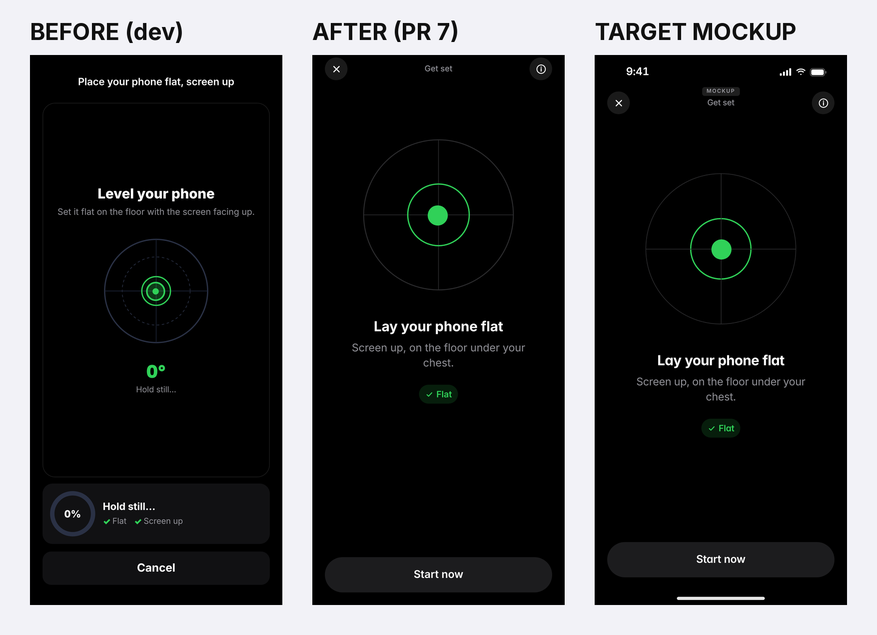 BEFORE (dev)
Place your phone flat, screen up
Level your phone
Set it flat on the floor with the screen facing up.
0°
Hold still...
0%
Hold still...
✓ Flat ✓ Screen up
Cancel
AFTER (PR 7)
Get set
Lay your phone flat
Screen up, on the floor under your
chest.
✓ Flat
Start now
TARGET MOCKUP
9:41
MOCKUP
Get set
Lay your phone flat
Screen up, on the floor under your
chest.
✓ Flat
Start now